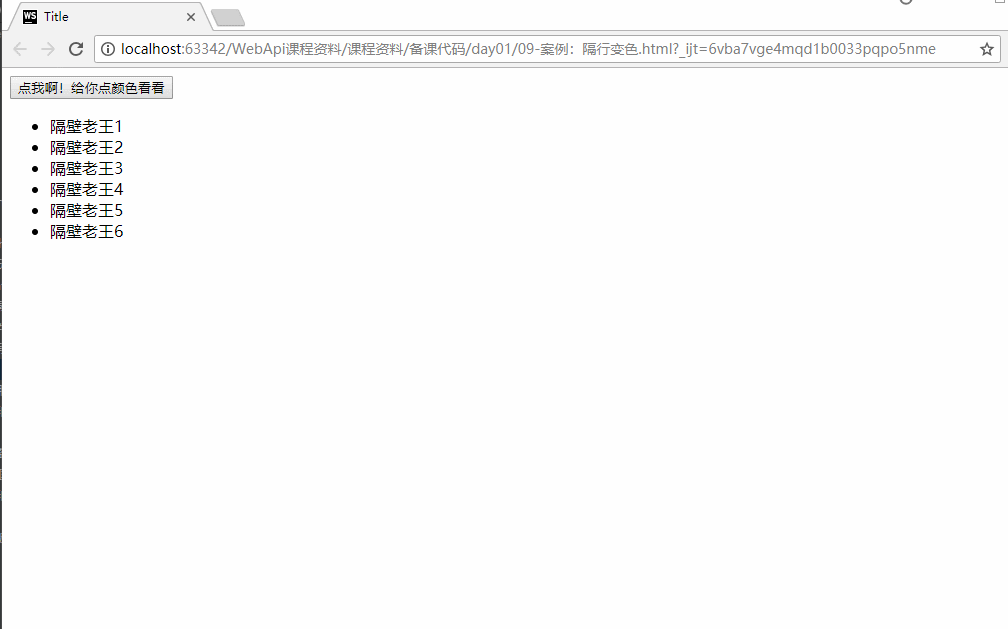 WS Title
localhost:63342/WebApi课程资料/课程资料/备课代码/day01/09-案例：隔行变色.html?_ijt=6vba7vge4mqd1b0033pqpo5nme
点我啊！给你点颜色看看
隔壁老王1
隔壁老王2
隔壁老王3
隔壁老王4
隔壁老王5
隔壁老王6